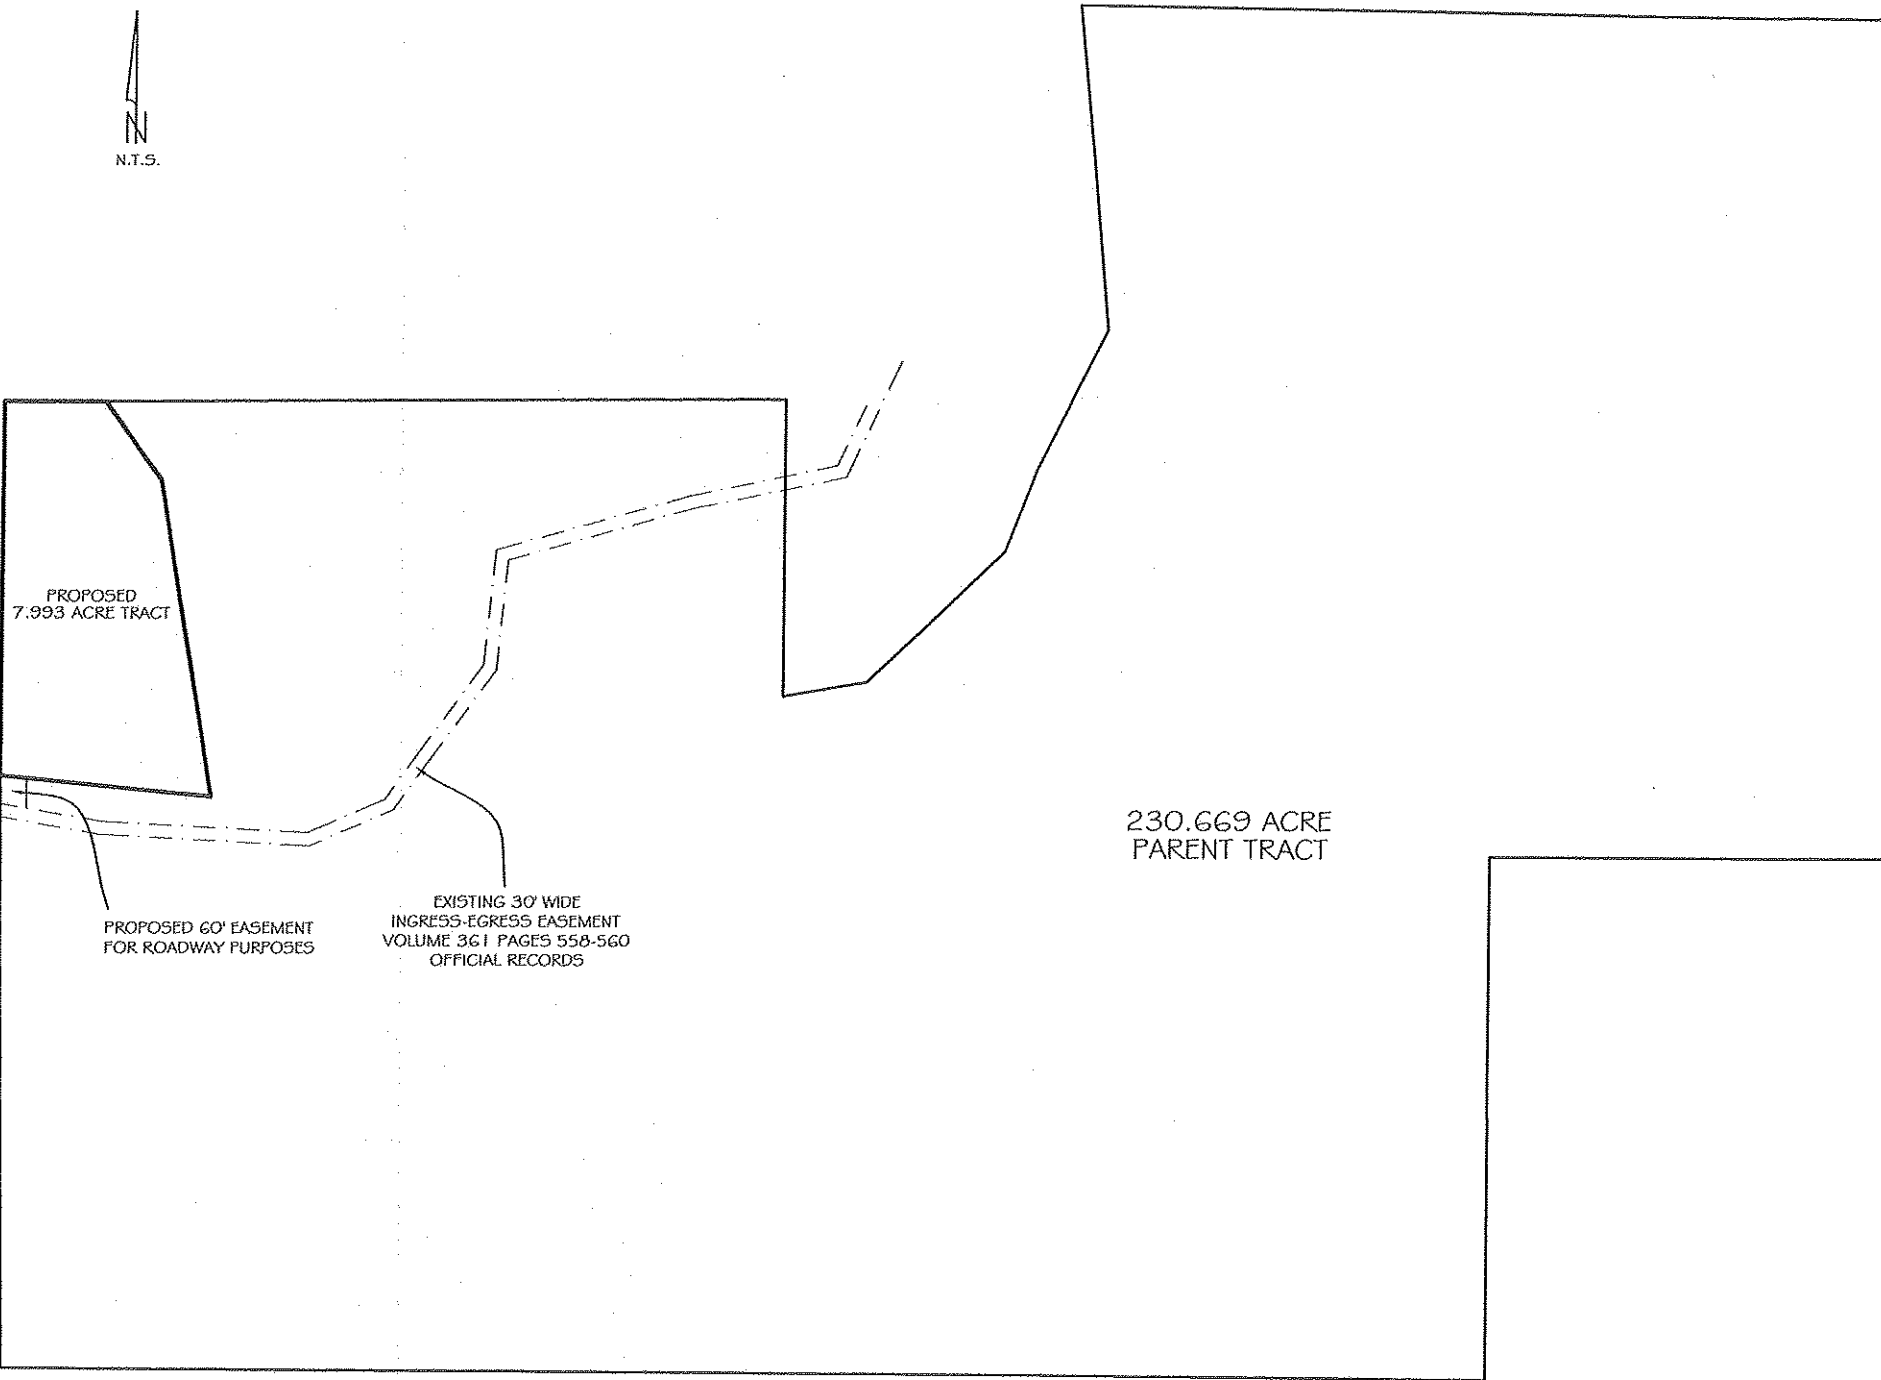 N
N.T.S.
PROPOSED
7.993 ACRE TRACT
230.669 ACRE
PARENT TRACT
PROPOSED 60' EASEMENT
FOR ROADWAY PURPOSES
EXISTING 30' WIDE
INGRESS-EGRESS EASEMENT
VOLUME 361 PAGES 558-560
OFFICIAL RECORDS